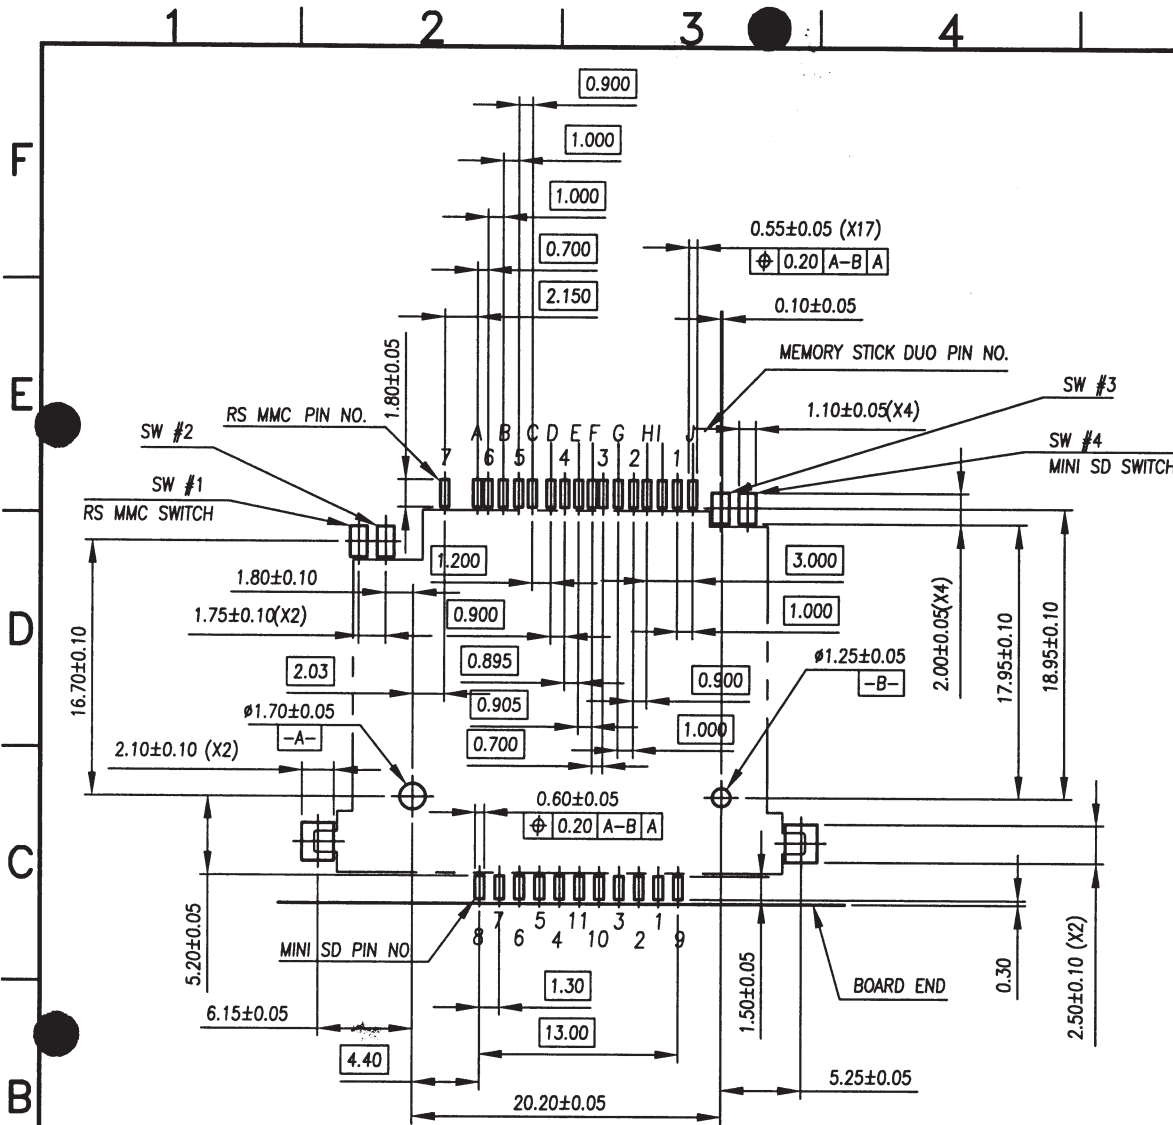 1 2 3 4
0.900
F
1.000
1.000
0.55±0.05 (X17)
0.700
⌖ 0.20 A-B A
2.150
0.10±0.05
MEMORY STICK DUO PIN NO.
1.80±0.05
E
SW #3
RS MMC PIN NO.
1.10±0.05(X4)
SW #2
A B C D E F G H I J
SW #4
7 6 5 4 3 2 1
MINI SD SWITCH
SW #1
RS MMC SWITCH
1.200
3.000
1.80±0.10
1.75±0.10(X2)
0.900
1.000
D
2.00±0.05(X4)
17.95±0.10
18.95±0.10
16.70±0.10
0.895
ø1.25±0.05
2.03
-B-
0.900
0.905
ø1.70±0.05
-A-
0.700
1.000
2.10±0.10 (X2)
0.60±0.05
⌖ 0.20 A-B A
C
7 5 11 3 1
8 6 4 10 2 9
5.20±0.05
MINI SD PIN NO
1.50±0.05
BOARD END
0.30
2.50±0.10 (X2)
1.30
6.15±0.05
13.00
4.40
5.25±0.05
B
20.20±0.05